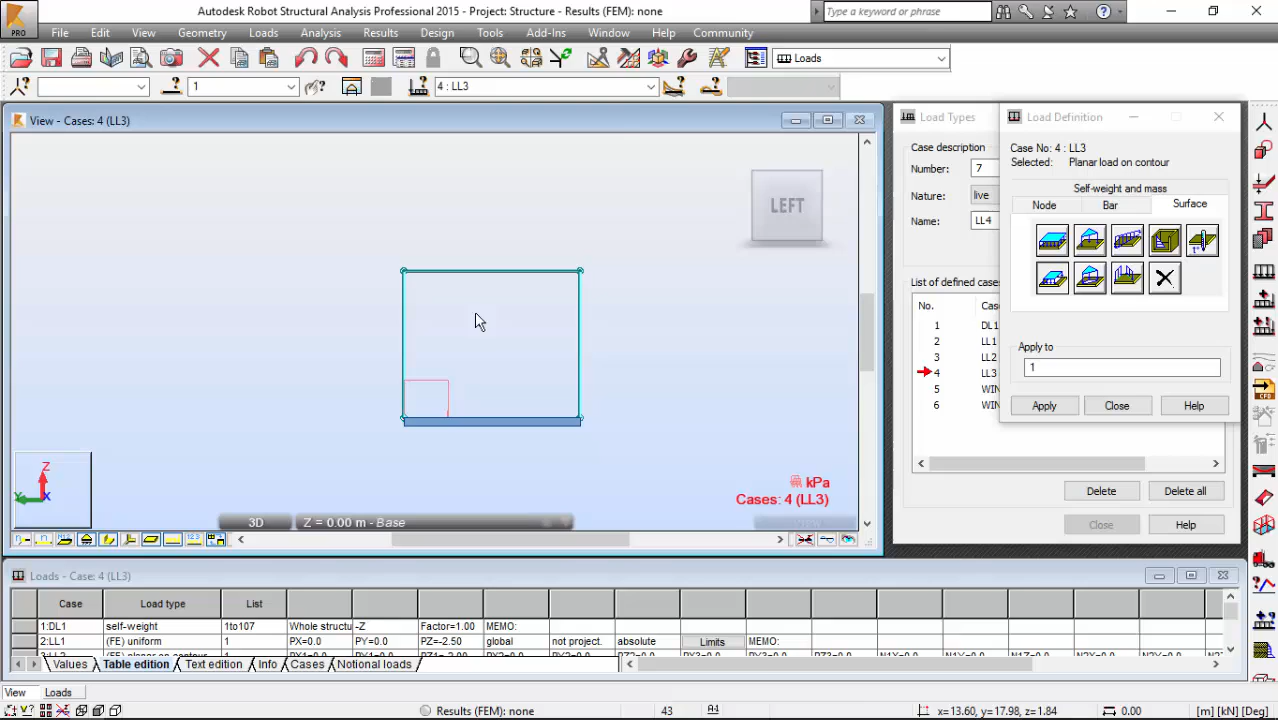 Autodesk Robot Structural Analysis Professional 2015 - Project: Structure - Results (FEM): none
Type a keyword or phrase
PRO
File Edit View Geometry Loads Analysis Results Design Tools Add-Ins Window Help Community
Loads
1
4 : LL3
View - Cases: 4 (LL3)
LEFT
Z
Y
X
kPa
Cases: 4 (LL3)
3D
Z = 0.00 m - Base
Load Types
Case description
Number: 7
Nature: live
Name: LL4
List of defined cases
No. Cas
1 DL1
2 LL1
3 LL2
4 LL3
5 WIN
6 WIN
Delete
Delete all
Close
Help
Load Definition
Case No: 4 : LL3
Selected: Planar load on contour
Self-weight and mass
Node Bar Surface
Apply to
1
Apply Close Help
Loads - Case: 4 (LL3)
Case Load type List
1:DL1 self-weight 1to107 Whole structu -Z Factor=1.00 MEMO:
2:LL1 (FE) uniform 1 PX=0.0 PY=0.0 PZ=-2.50 global not project. absolute Limits MEMO:
Values Table edition Text edition Info Cases Notional loads
View Loads
Results (FEM): none
43
x=13.60, y=17.98, z=1.84
0.00
[m] [kN] [Deg]